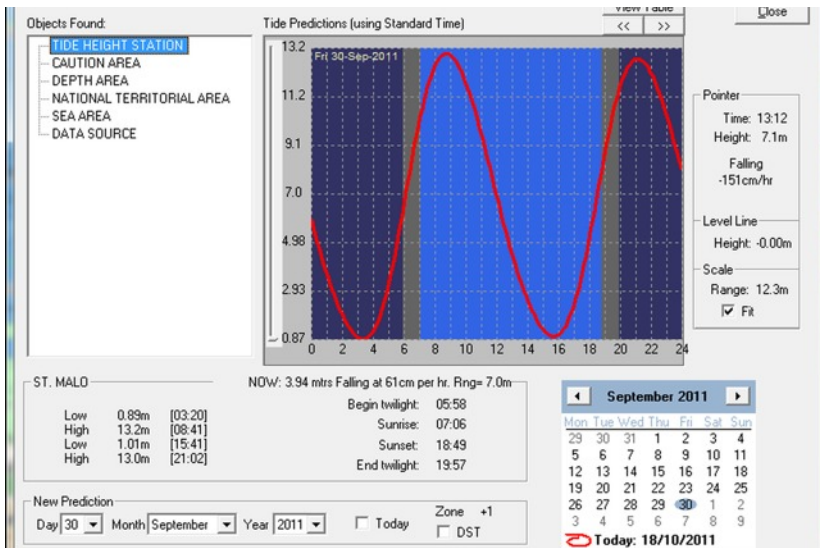 Objects Found:
TIDE HEIGHT STATION
CAUTION AREA
DEPTH AREA
NATIONAL TERRITORIAL AREA
SEA AREA
DATA SOURCE
Tide Predictions (using Standard Time)
View Table
<< >>
Close
Fri 30-Sep-2011
13.2
11.2
9.1
7.0
4.98
2.93
0.87
0 2 4 6 8 10 12 14 16 18 20 22 24
Pointer
Time: 13:12
Height: 7.1m
Falling
-151cm/hr
Level Line
Height: -0.00m
Scale
Range: 12.3m
Fit
ST. MALO
Low 0.89m [03:20]
High 13.2m [08:41]
Low 1.01m [15:41]
High 13.0m [21:02]
NOW: 3.94 mtrs Falling at 61cm per hr. Rng= 7.0m
Begin twilight: 05:58
Sunrise: 07:06
Sunset: 18:49
End twilight: 19:57
New Prediction
Day 30 Month September Year 2011 Today
Zone +1
DST
September 2011
Mon Tue Wed Thu Fri Sat Sun
29 30 31 1 2 3 4
5 6 7 8 9 10 11
12 13 14 15 16 17 18
19 20 21 22 23 24 25
26 27 28 29 30 1 2
3 4 5 6 7 8 9
Today: 18/10/2011